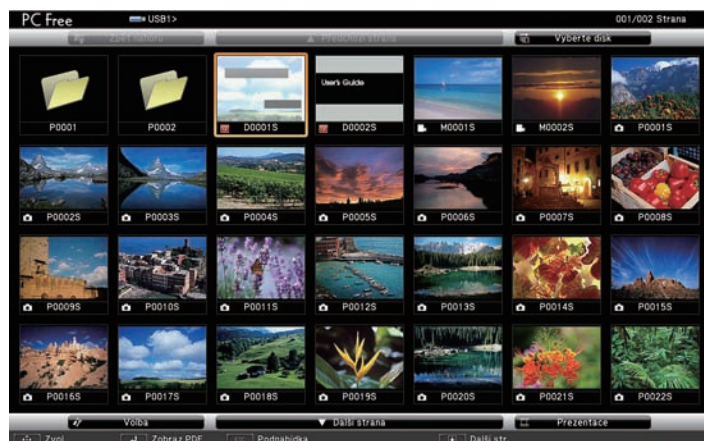 PC Free USB1> 001/002 Strana
Zpět nahoru Předchozí strana Vyberte disk
User's Guide
P0001 P0002 D0001S D0002S M0001S M0002S P0001S
P0002S P0003S P0004S P0005S P0006S P0007S P0008S
P0009S P0010S P0011S P0012S P0013S P0014S P0015S
P0016S P0017S P0018S P0019S P0020S P0021S P0022S
Volba Další strana Prezentace
Zvol Zobraz PDF Podnabídka Další str.